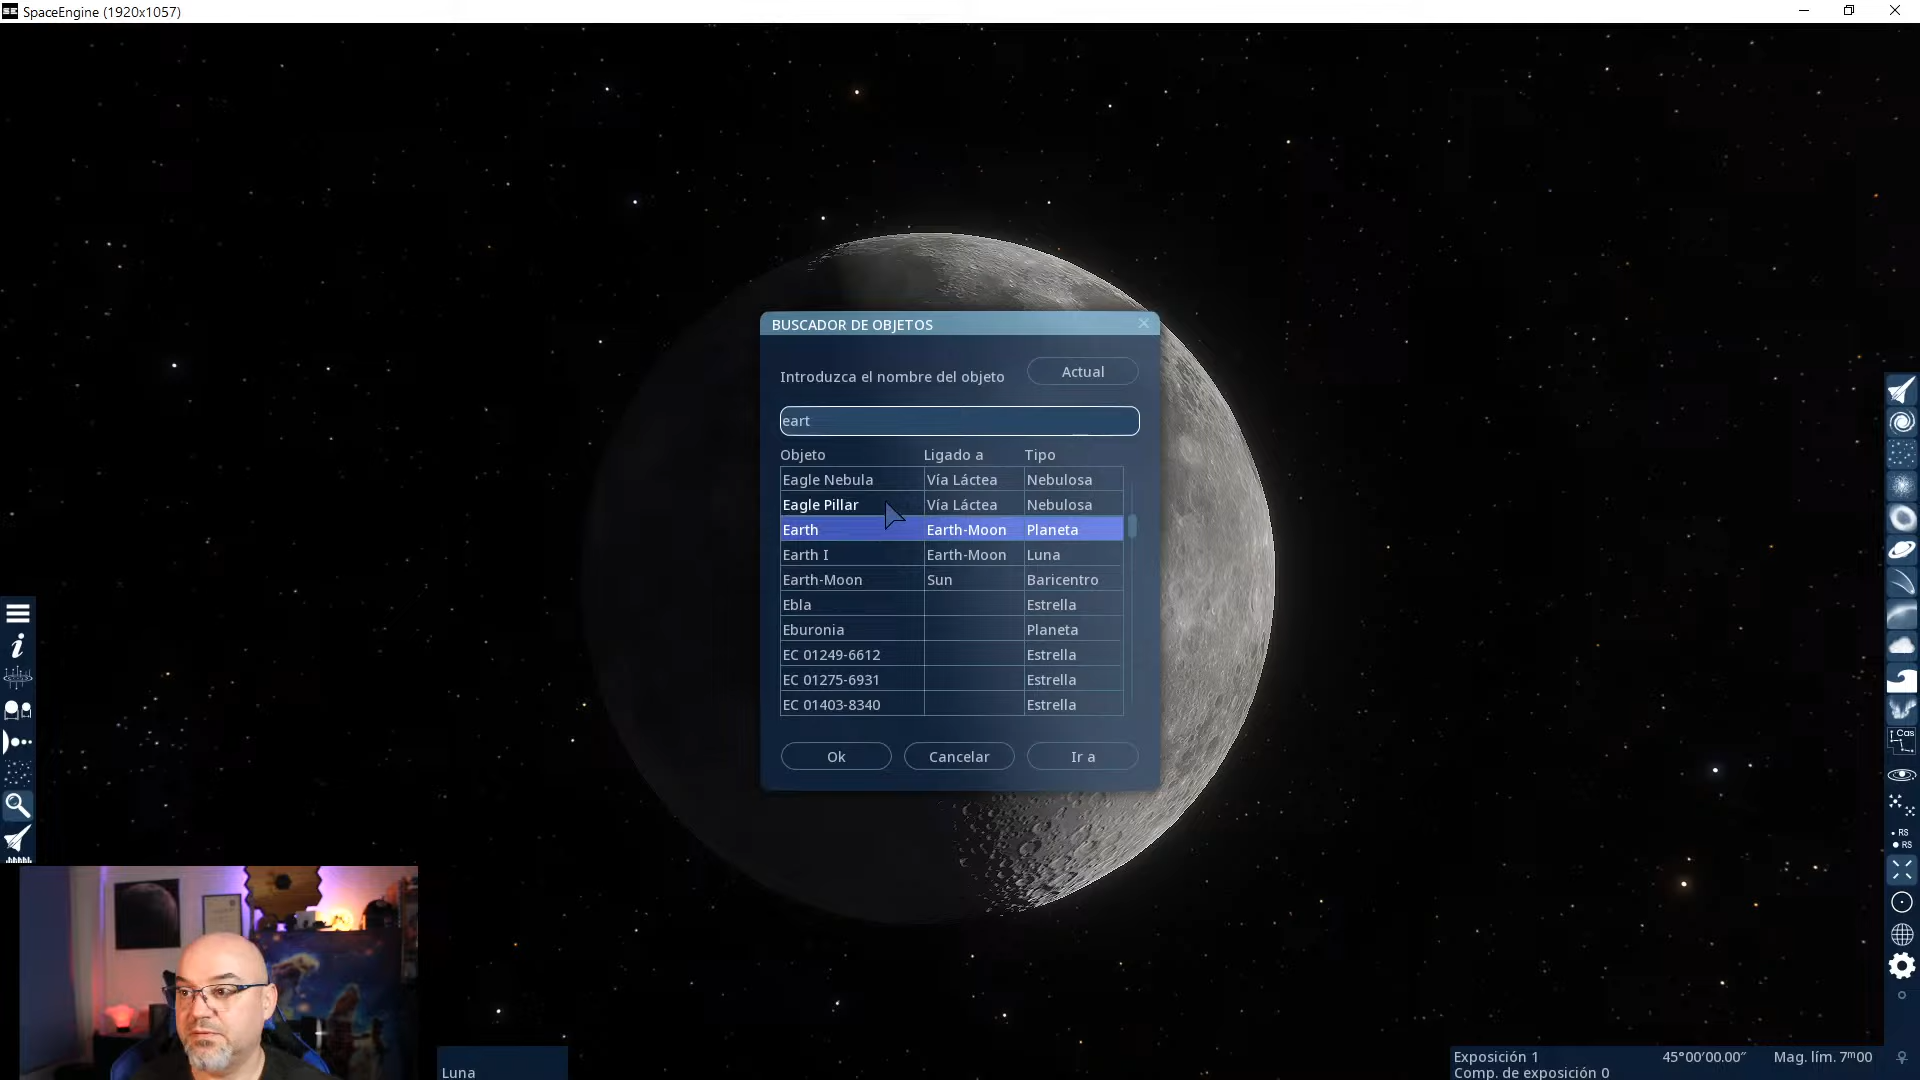 SpaceEngine (1920x1057)
BUSCADOR DE OBJETOS
Introduzca el nombre del objeto
Actual
eart
Objeto Ligado a Tipo
Eagle Nebula Vía Láctea Nebulosa
Eagle Pillar Vía Láctea Nebulosa
Earth Earth-Moon Planeta
Earth I Earth-Moon Luna
Earth-Moon Sun Baricentro
Ebla Estrella
Eburonia Planeta
EC 01249-6612 Estrella
EC 01275-6931 Estrella
EC 01403-8340 Estrella
Ok Cancelar Ir a
Cas
RS
RS
Luna
Exposición 1 45°00′00.00″ Mag. lím. 7ᵐ00
Comp. de exposición 0